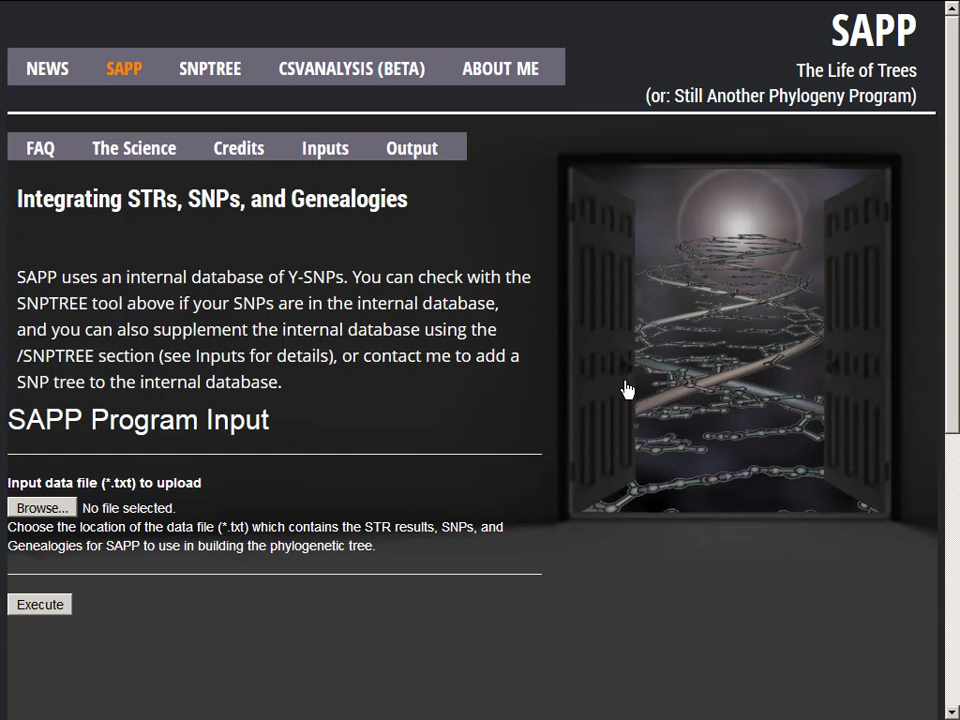 SAPP
NEWS SAPP SNPTREE CSVANALYSIS (BETA) ABOUT ME
The Life of Trees
(or: Still Another Phylogeny Program)
FAQ The Science Credits Inputs Output
Integrating STRs, SNPs, and Genealogies
SAPP uses an internal database of Y-SNPs. You can check with the
SNPTREE tool above if your SNPs are in the internal database,
and you can also supplement the internal database using the
/SNPTREE section (see Inputs for details), or contact me to add a
SNP tree to the internal database.
SAPP Program Input
Input data file (*.txt) to upload
Browse... No file selected.
Choose the location of the data file (*.txt) which contains the STR results, SNPs, and
Genealogies for SAPP to use in building the phylogenetic tree.
Execute